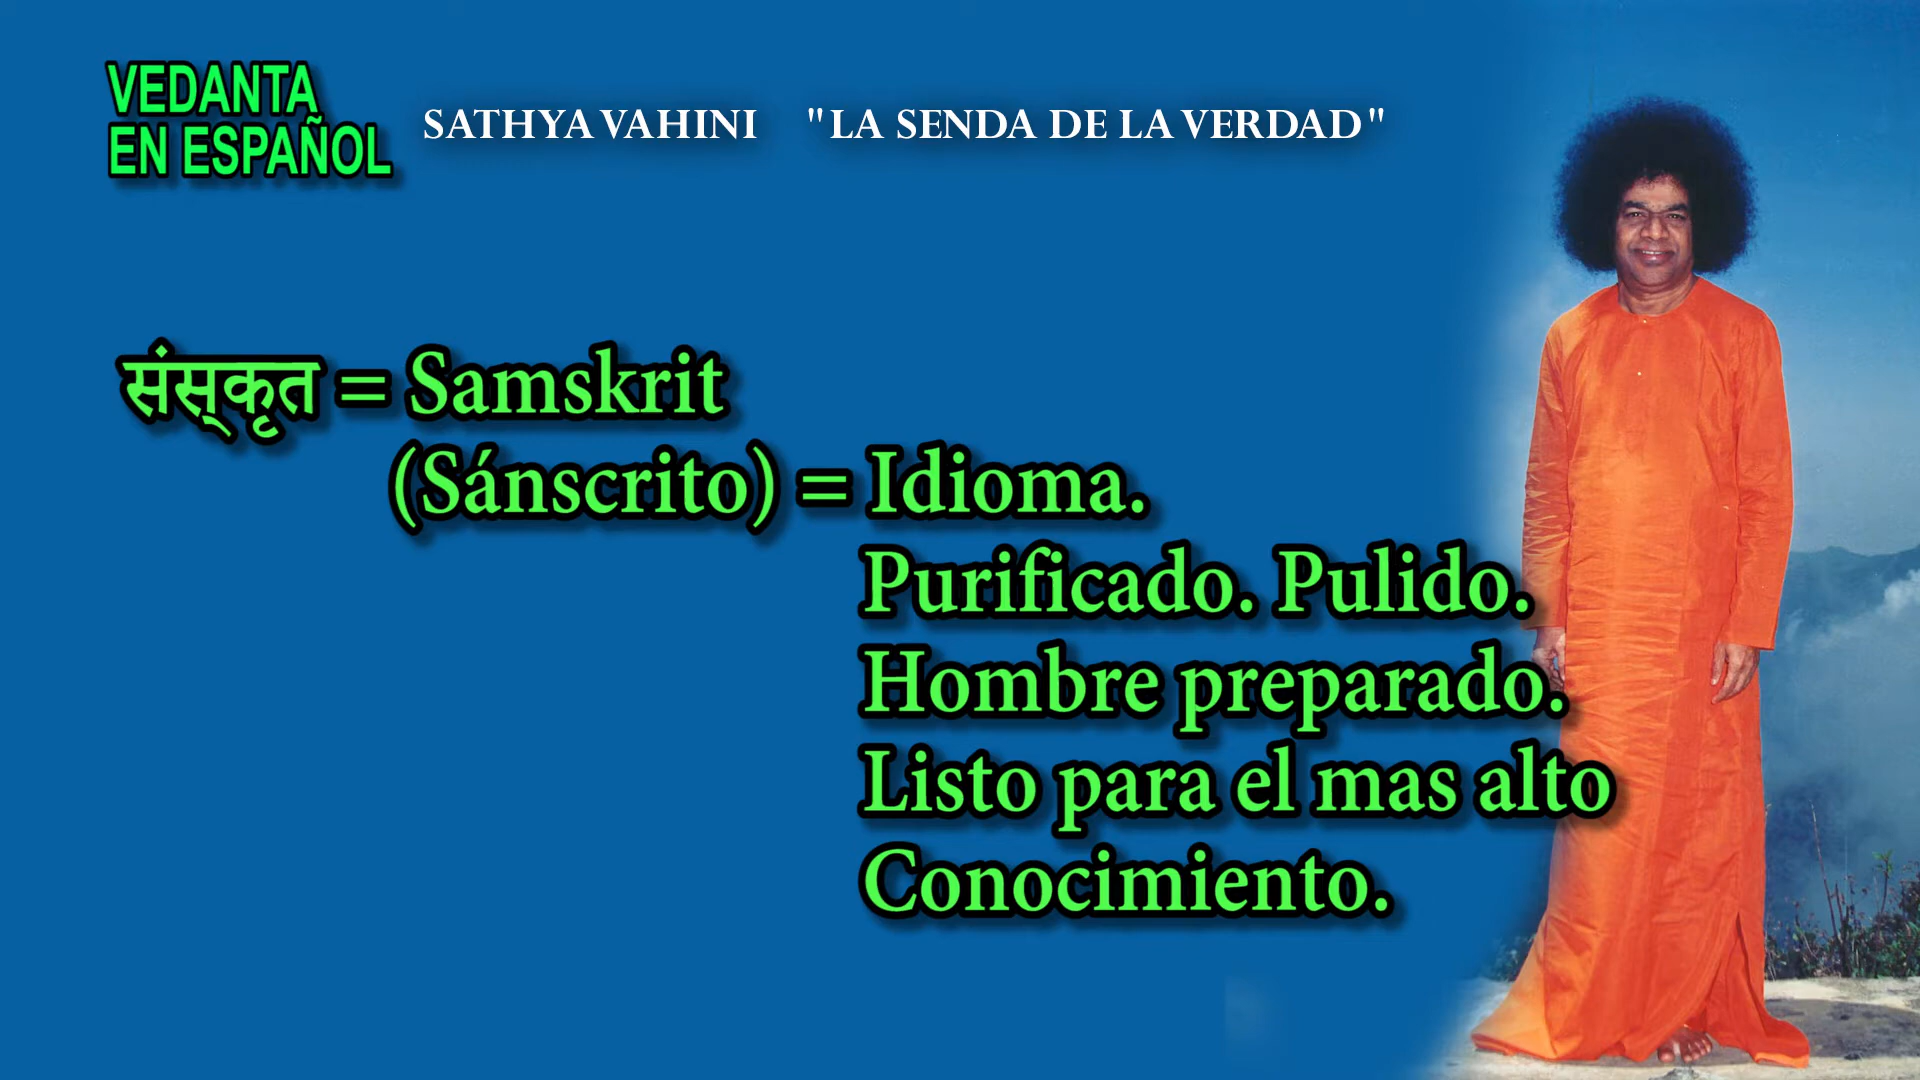 VEDANTA
EN ESPAÑOL
SATHYA VAHINI "LA SENDA DE LA VERDAD"
संस्‌कृत = Samskrit
(Sánscrito) = Idioma.
Purificado. Pulido.
Hombre preparado.
Listo para el mas alto
Conocimiento.